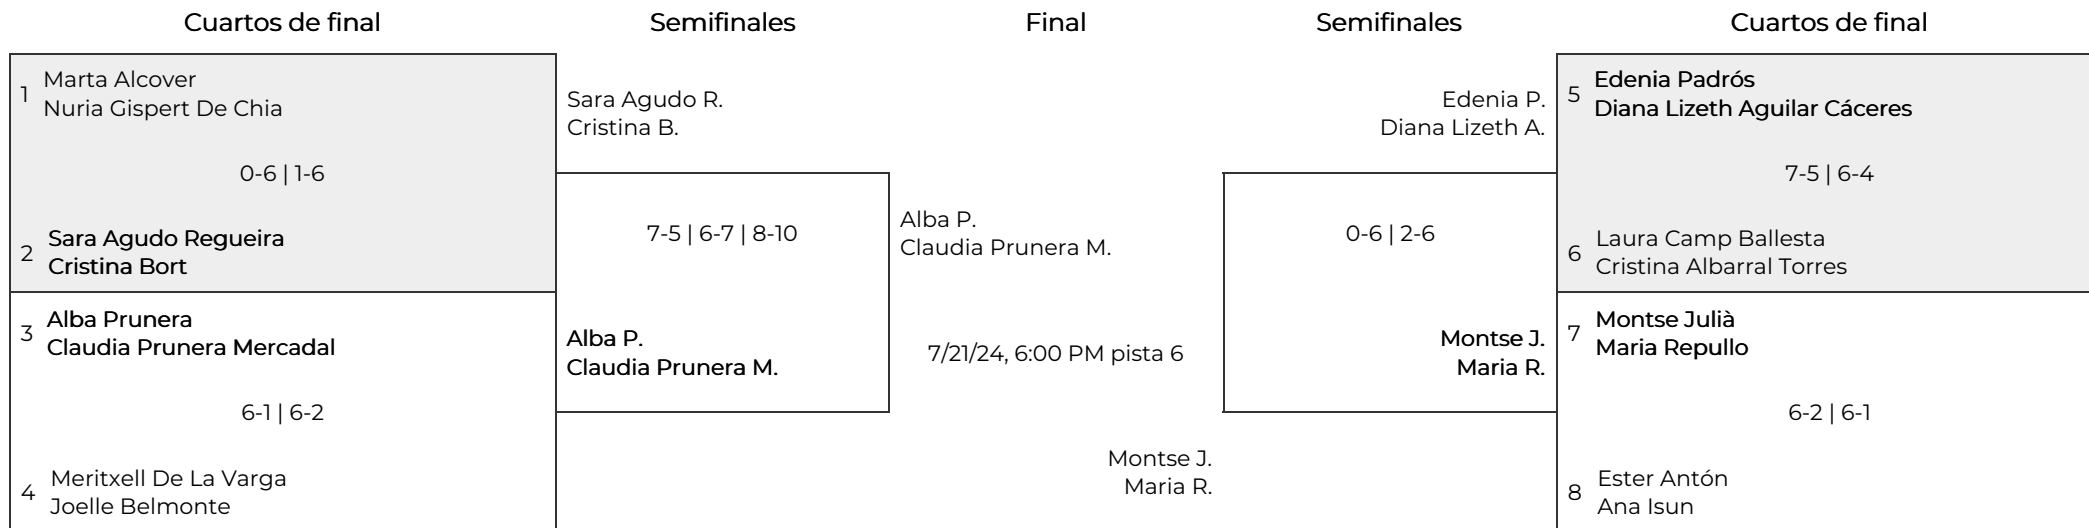 Cuartos de final
Semifinales
Final
Semifinales
Cuartos de final
1
Marta Alcover
Nuria Gispert De Chia
0-6 | 1-6
2
Sara Agudo Regueira
Cristina Bort
3
Alba Prunera
Claudia Prunera Mercadal
6-1 | 6-2
4
Meritxell De La Varga
Joelle Belmonte
Sara Agudo R.
Cristina B.
7-5 | 6-7 | 8-10
Alba P.
Claudia Prunera M.
Alba P.
Claudia Prunera M.
7/21/24, 6:00 PM pista 6
Montse J.
Maria R.
Edenia P.
Diana Lizeth A.
0-6 | 2-6
Montse J.
Maria R.
5
Edenia Padrós
Diana Lizeth Aguilar Cáceres
7-5 | 6-4
6
Laura Camp Ballesta
Cristina Albarral Torres
7
Montse Julià
Maria Repullo
6-2 | 6-1
8
Ester Antón
Ana Isun